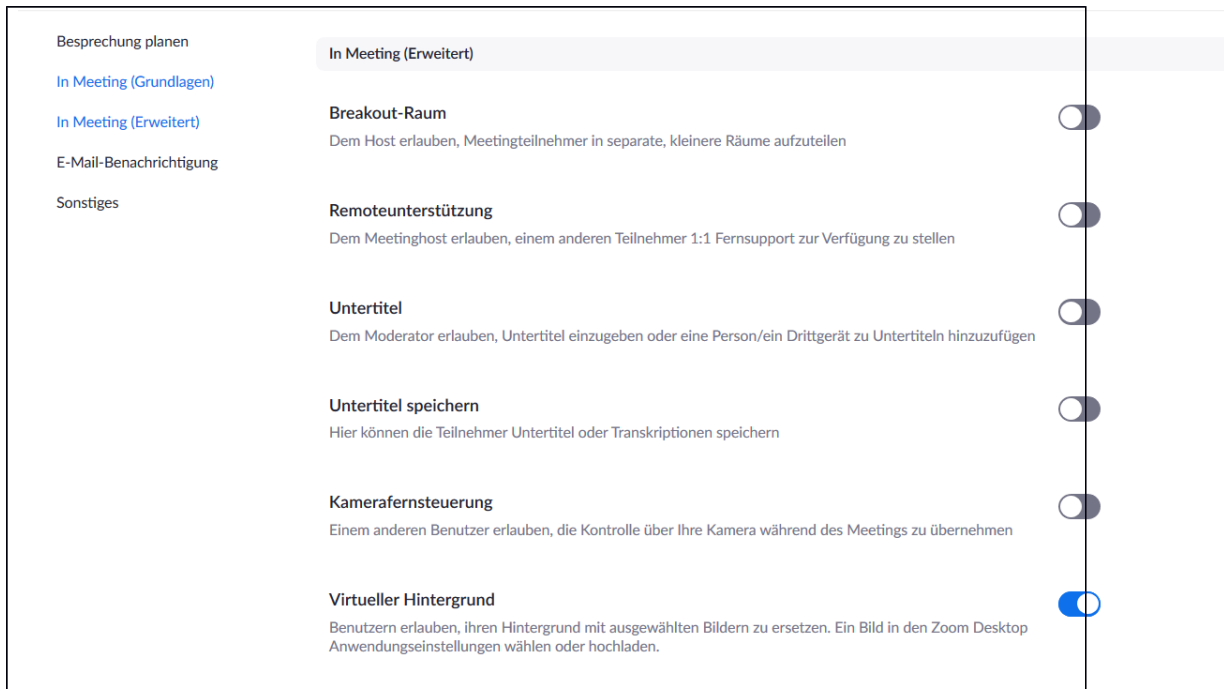 Besprechung planen
In Meeting (Grundlagen)
In Meeting (Erweitert)
E-Mail-Benachrichtigung
Sonstiges
In Meeting (Erweitert)
Breakout-Raum
Dem Host erlauben, Meetingteilnehmer in separate, kleinere Räume aufzuteilen
Remoteunterstützung
Dem Meetinghost erlauben, einem anderen Teilnehmer 1:1 Fernsupport zur Verfügung zu stellen
Untertitel
Dem Moderator erlauben, Untertitel einzugeben oder eine Person/ein Drittgerät zu Untertiteln hinzuzufügen
Untertitel speichern
Hier können die Teilnehmer Untertitel oder Transkriptionen speichern
Kamerafernsteuerung
Einem anderen Benutzer erlauben, die Kontrolle über Ihre Kamera während des Meetings zu übernehmen
Virtueller Hintergrund
Benutzern erlauben, ihren Hintergrund mit ausgewählten Bildern zu ersetzen. Ein Bild in den Zoom Desktop
Anwendungseinstellungen wählen oder hochladen.